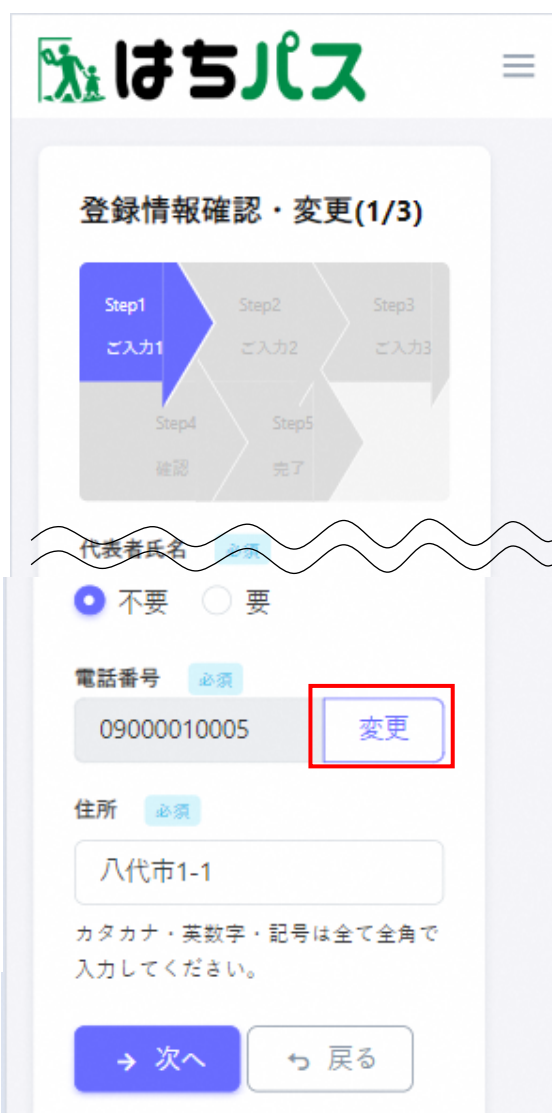 はちパス
登録情報確認・変更(1/3)
Step1
Step2
Step3
ご入力1
ご入力2
ご入力3
Step4
Step5
確認
完了
代表者氏名 必須
不要 要
電話番号 必須
09000010005 変更
住所 必須
八代市1-1
カタカナ・英数字・記号は全て全角で
入力してください。
次へ 戻る